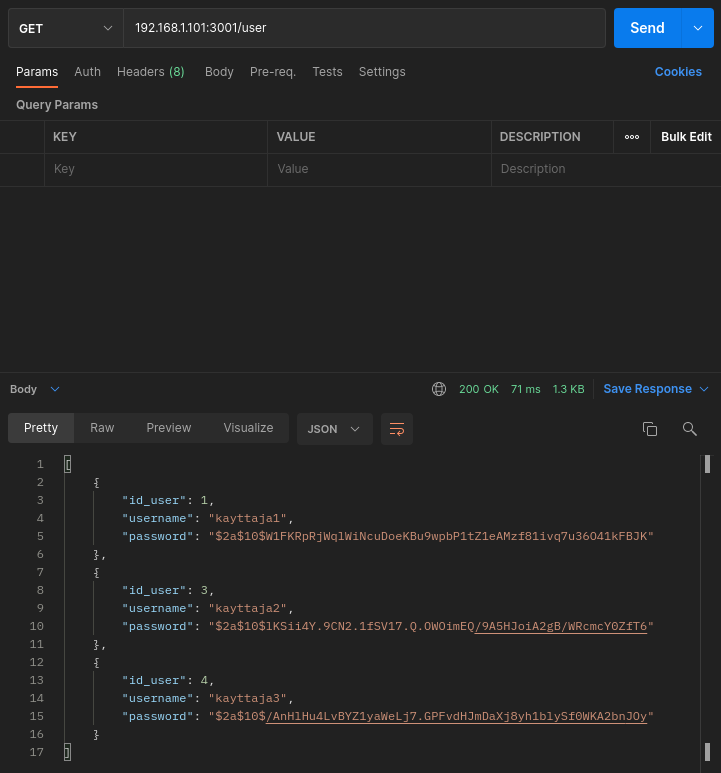 GET 192.168.1.101:3001/user Send
Params Auth Headers (8) Body Pre-req. Tests Settings Cookies
Query Params
KEY VALUE DESCRIPTION ooo Bulk Edit
Key Value Description
Body 200 OK 71 ms 1.3 KB Save Response
Pretty Raw Preview Visualize JSON
1 [
2 {
3 "id_user": 1,
4 "username": "kayttaja1",
5 "password": "$2a$10$W1FKRpRjWqlWiNcuDoeKBu9wpbP1tZ1eAMzf81ivq7u36O41kFBJK"
6 },
7 {
8 "id_user": 3,
9 "username": "kayttaja2",
10 "password": "$2a$10$lKSii4Y.9CN2.1fSV17.Q.OWOimEQ/9A5HJoiA2gB/WRcmcY0ZfT6"
11 },
12 {
13 "id_user": 4,
14 "username": "kayttaja3",
15 "password": "$2a$10$/AnHlHu4LvBYZ1yaWeLj7.GPFvdHJmDaXj8yh1blySf0WKA2bnJOy"
16 }
17 ]